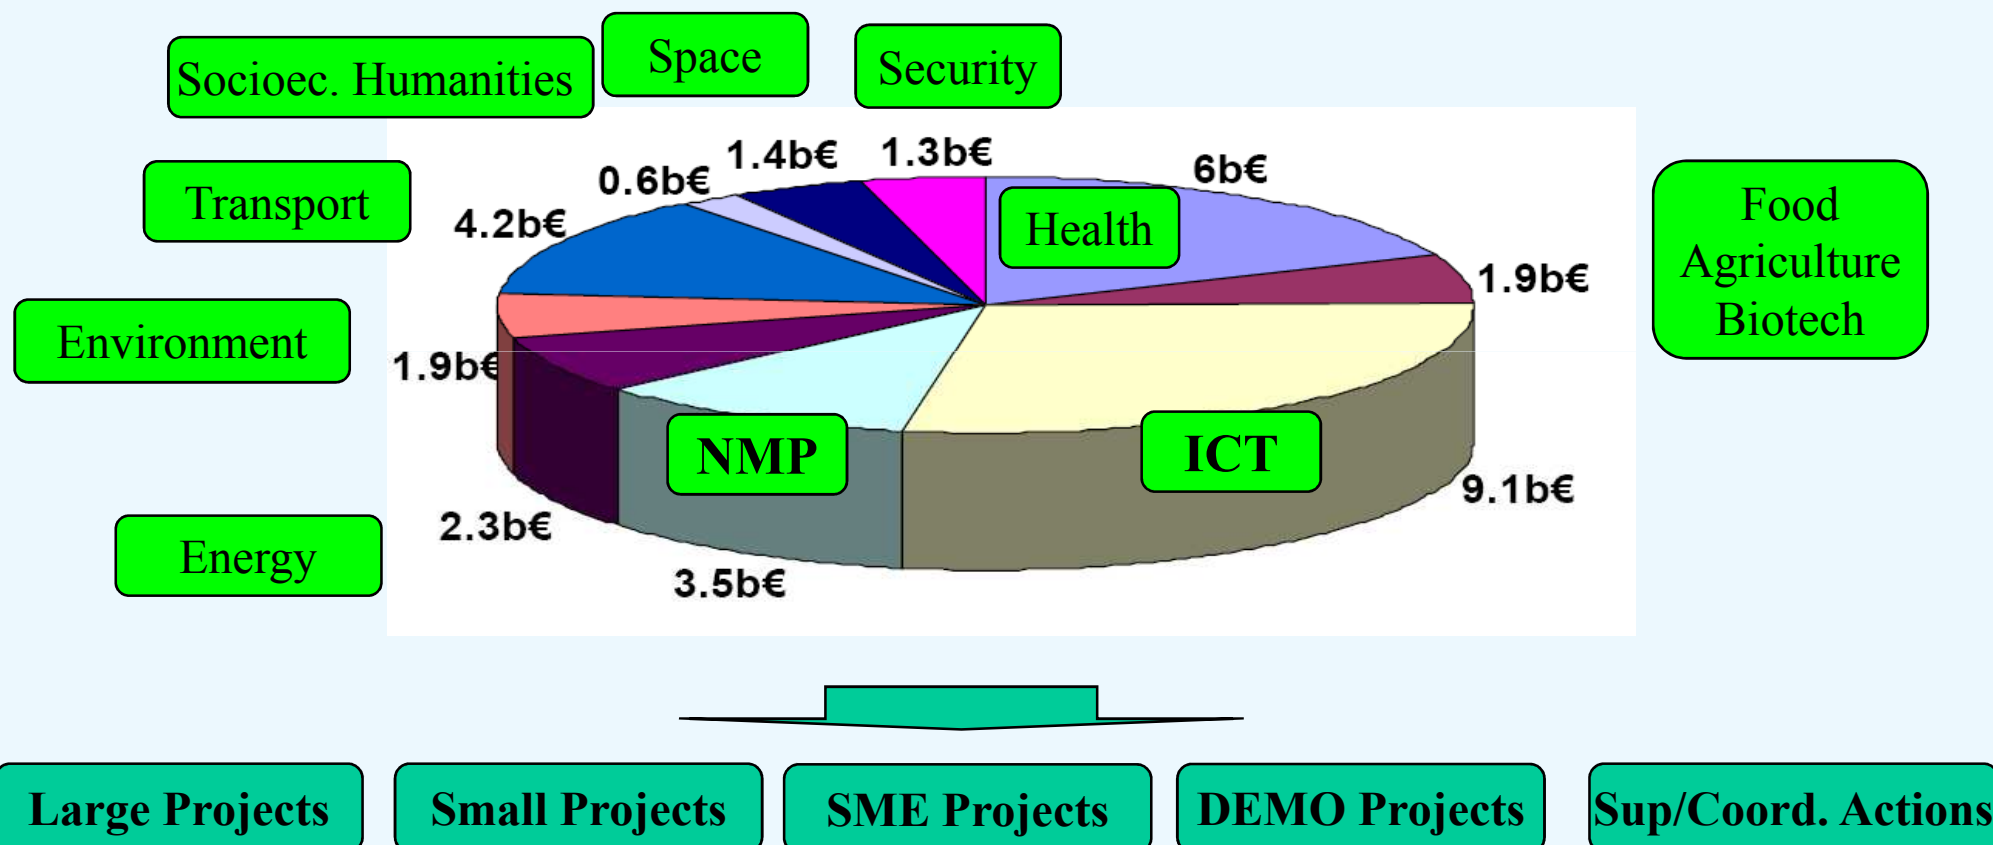 Socioec. Humanities
Space
Security
Transport
0.6b€
1.4b€
1.3b€
6b€
Health
Food
Agriculture
Biotech
4.2b€
1.9b€
Environment
1.9b€
NMP
ICT
9.1b€
2.3b€
Energy
3.5b€
Large Projects
Small Projects
SME Projects
DEMO Projects
Sup/Coord. Actions